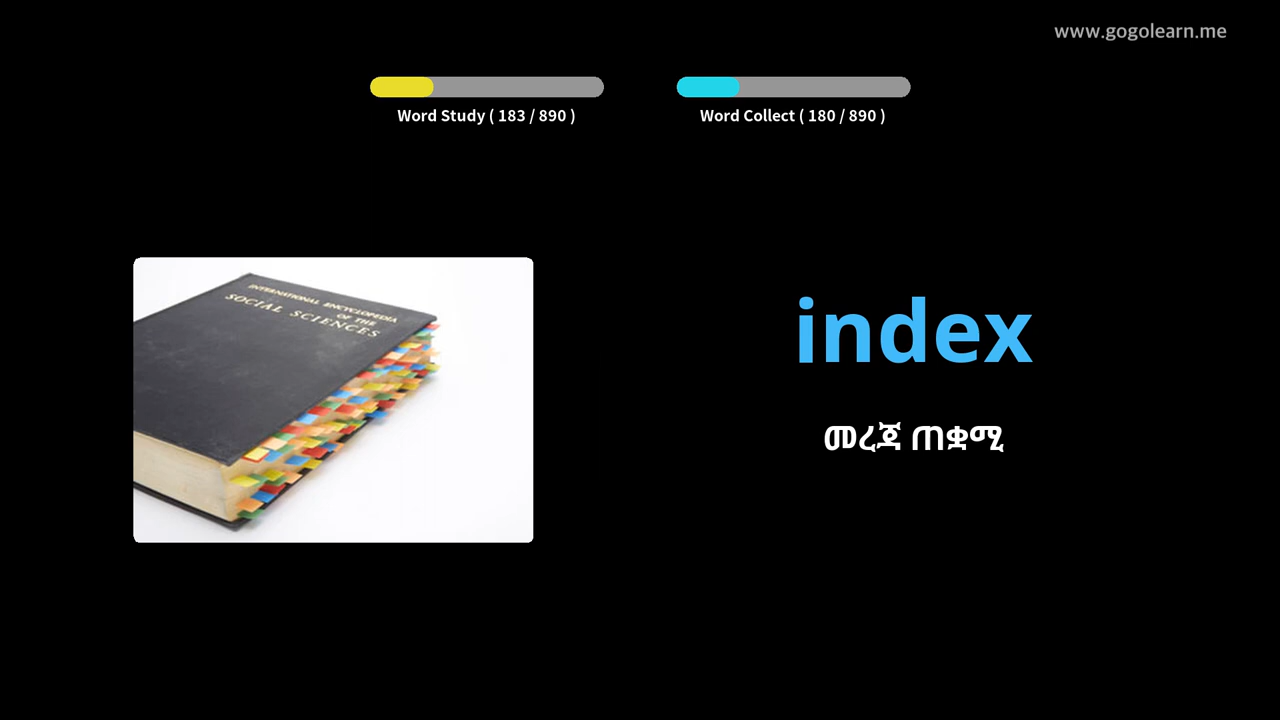 www.gogolearn.me
Word Study ( 183 / 890 )
Word Collect ( 180 / 890 )
INTERNATIONAL ENCYCLOPEDIA
OF THE
SOCIAL SCIENCES
index
መረጃ ጠቋሚ